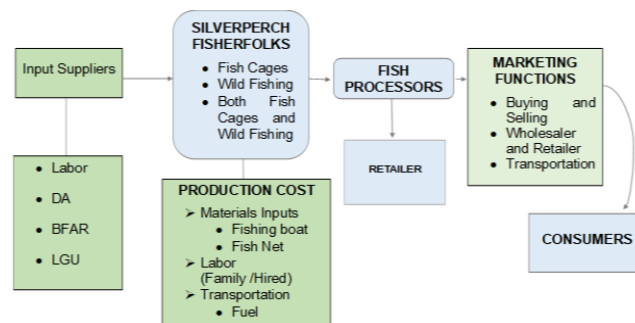 Input Suppliers
• Labor
• DA
• BFAR
• LGU
SILVERPERCH
FISHERFOLKS
• Fish Cages
• Wild Fishing
• Both Fish
Cages and
Wild Fishing
PRODUCTION COST
➢ Materials Inputs
• Fishing boat
• Fish Net
➢ Labor
(Family /Hired)
➢ Transportation
• Fuel
FISH
PROCESSORS
RETAILER
MARKETING
FUNCTIONS
• Buying and
Selling
• Wholesaler
and Retailer
• Transportation
CONSUMERS